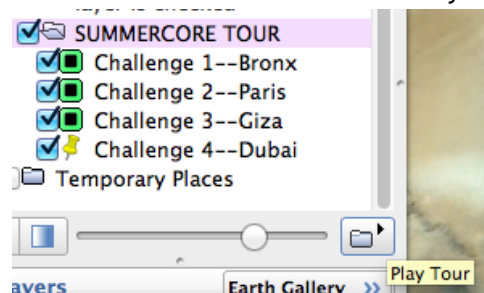 SUMMERCORE TOUR
Challenge 1--Bronx
Challenge 2--Paris
Challenge 3--Giza
Challenge 4--Dubai
Temporary Places
Play Tour
Earth Gallery >>